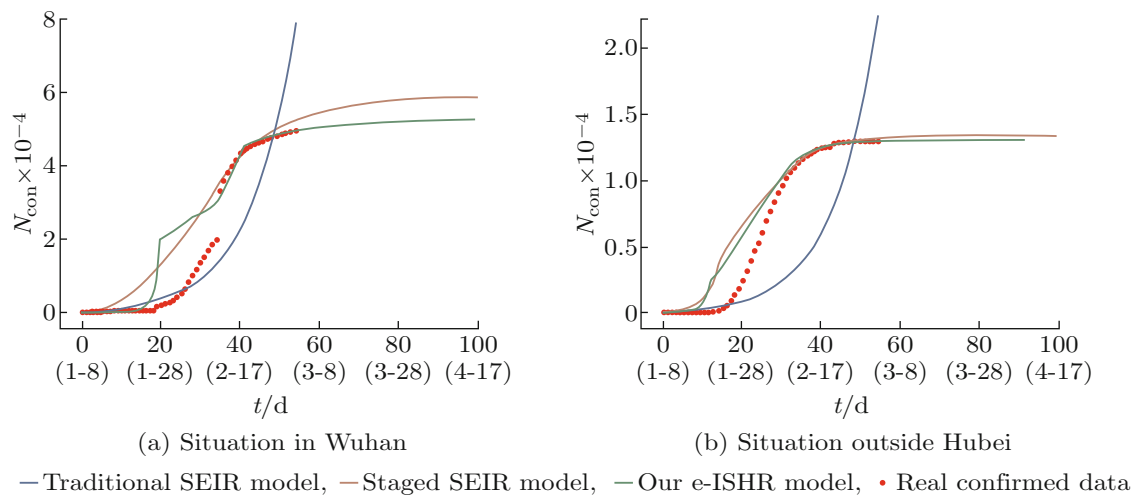 8
6
4
2
0
N_con×10⁻⁴
0 20 40 60 80 100
(1-8) (1-28) (2-17) (3-8) (3-28) (4-17)
t/d
(a) Situation in Wuhan
2.0
1.5
1.0
0.5
0
N_con×10⁻⁴
0 20 40 60 80 100
(1-8) (1-28) (2-17) (3-8) (3-28) (4-17)
t/d
(b) Situation outside Hubei
Traditional SEIR model, Staged SEIR model, Our e-ISHR model, Real confirmed data